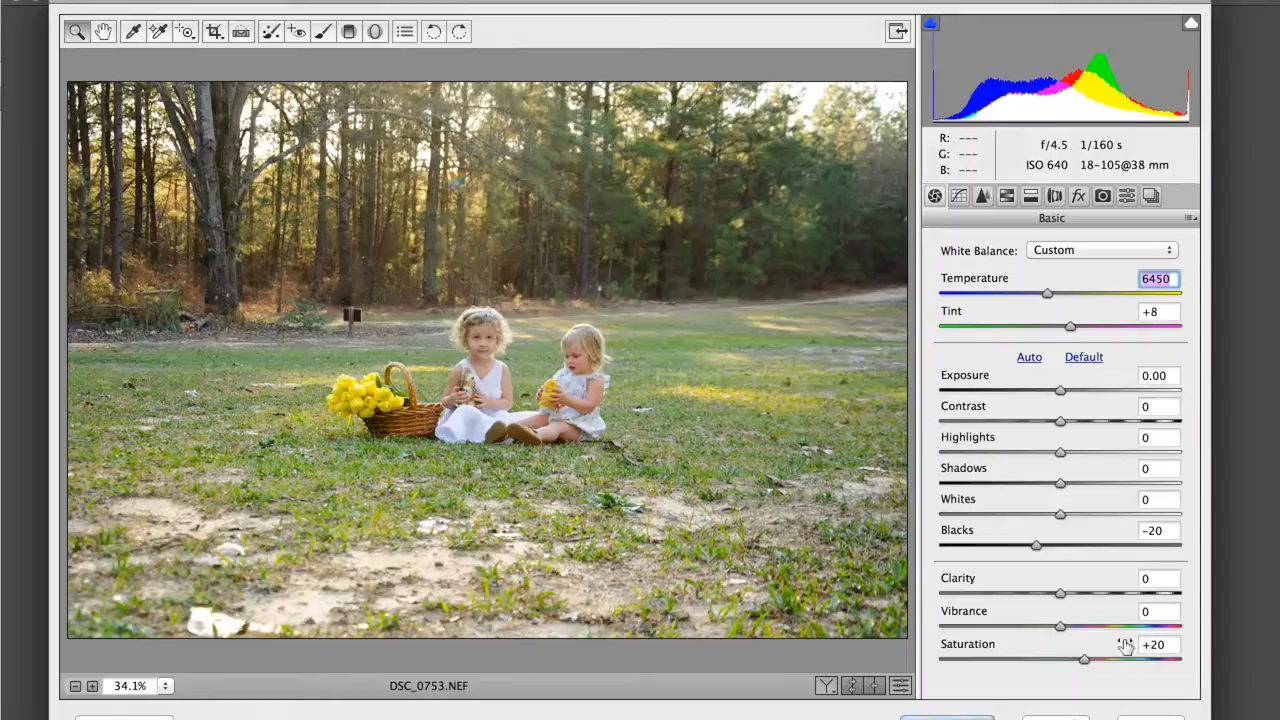 R: ---
G: ---
B: ---
f/4.5 1/160 s
ISO 640 18-105@38 mm
fx
Basic
White Balance: Custom
Temperature 6450
Tint +8
Auto Default
Exposure 0.00
Contrast 0
Highlights 0
Shadows 0
Whites 0
Blacks -20
Clarity 0
Vibrance 0
Saturation +20
34.1% DSC_0753.NEF
Y